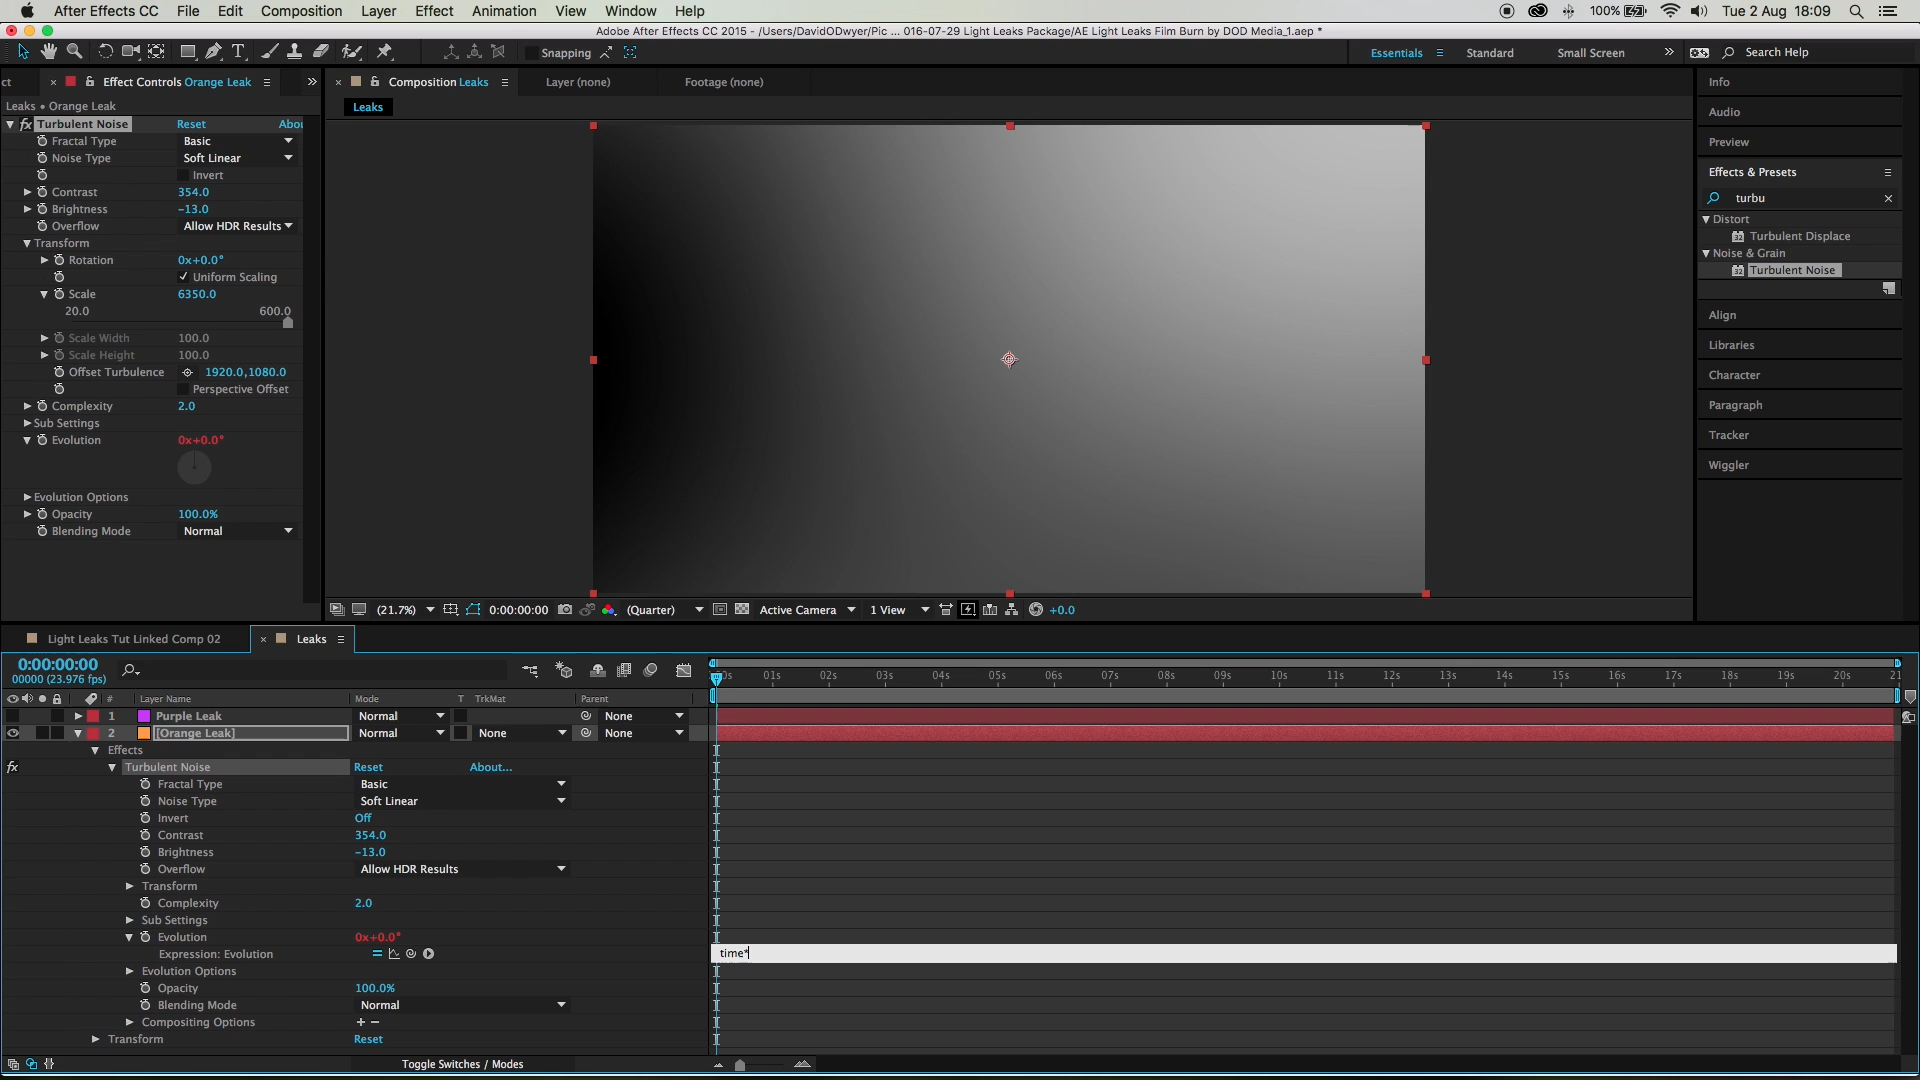 After Effects CC File Edit Composition Layer Effect Animation View Window Help 100% Tue 2 Aug 18:09
Adobe After Effects CC 2015 - /Users/DavidODwyer/Pic ... 016-07-29 Light Leaks Package/AE Light Leaks Film Burn by DOD Media_1.aep *
Snapping Essentials Standard Small Screen Search Help
ct Effect Controls Orange Leak
Leaks • Orange Leak
fx Turbulent Noise Reset Abou
Fractal Type Basic
Noise Type Soft Linear
Invert
Contrast 354.0
Brightness -13.0
Overflow Allow HDR Results
Transform
Rotation 0x+0.0°
Uniform Scaling
Scale 6350.0
20.0 600.0
Scale Width 100.0
Scale Height 100.0
Offset Turbulence 1920.0,1080.0
Perspective Offset
Complexity 2.0
Sub Settings
Evolution 0x+0.0°
Evolution Options
Opacity 100.0%
Blending Mode Normal
Composition Leaks Layer (none) Footage (none)
Leaks
(21.7%) 0:00:00:00 (Quarter) Active Camera 1 View +0.0
Info
Audio
Preview
Effects & Presets
turbu
Distort
32 Turbulent Displace
Noise & Grain
32 Turbulent Noise
Align
Libraries
Character
Paragraph
Tracker
Wiggler
Light Leaks Tut Linked Comp 02 Leaks
0:00:00:00
00000 (23.976 fps)
0s 01s 02s 03s 04s 05s 06s 07s 08s 09s 10s 11s 12s 13s 14s 15s 16s 17s 18s 19s 20s 21
# Layer Name Mode T TrkMat Parent
1 Purple Leak Normal None
2 [Orange Leak] Normal None None
Effects
fx Turbulent Noise Reset About...
Fractal Type Basic
Noise Type Soft Linear
Invert Off
Contrast 354.0
Brightness -13.0
Overflow Allow HDR Results
Transform
Complexity 2.0
Sub Settings
Evolution 0x+0.0°
Expression: Evolution time*
Evolution Options
Opacity 100.0%
Blending Mode Normal
Compositing Options + −
Transform Reset
Toggle Switches / Modes